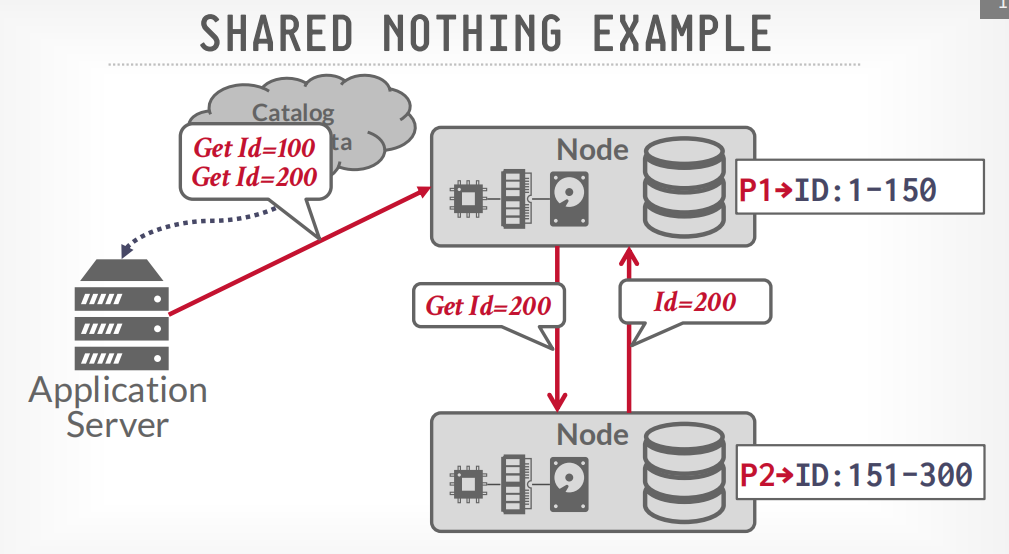 SHARED NOTHING EXAMPLE
1
Catalog
ta
Get Id=100
Get Id=200
Node
P1→ID:1-150
Get Id=200
Id=200
Application
Server
Node
P2→ID:151-300